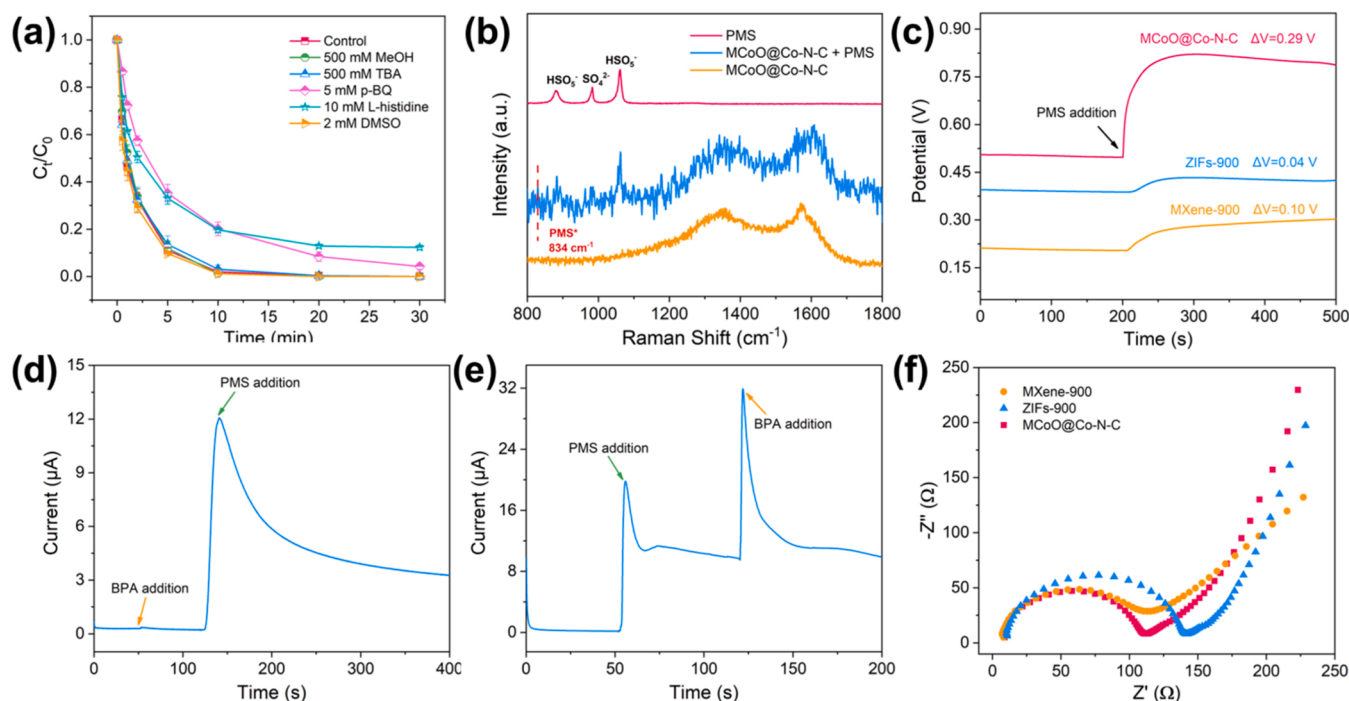 (a)
1.0
0.8
0.6
0.4
0.2
0.0
Cₜ/C₀
Control
500 mM MeOH
500 mM TBA
5 mM p-BQ
10 mM L-histidine
2 mM DMSO
0 5 10 15 20 25 30
Time (min)
(b)
PMS
MCoO@Co-N-C + PMS
MCoO@Co-N-C
HSO₅⁻
SO₄²⁻
HSO₅⁻
Intensity (a.u.)
PMS*
834 cm⁻¹
800 1000 1200 1400 1600 1800
Raman Shift (cm⁻¹)
(c)
0.90
0.75
0.60
0.45
0.30
0.15
Potential (V)
MCoO@Co-N-C ΔV=0.29 V
PMS addition
ZIFs-900 ΔV=0.04 V
MXene-900 ΔV=0.10 V
0 100 200 300 400 500
Time (s)
(d)
15
12
9
6
3
0
Current (μA)
PMS addition
BPA addition
0 100 200 300 400
Time (s)
(e)
32
24
16
8
0
Current (μA)
PMS addition
BPA addition
0 50 100 150 200
Time (s)
(f)
250
200
150
100
50
0
-Z'' (Ω)
MXene-900
ZIFs-900
MCoO@Co-N-C
0 25 50 75 100 125 150 175 200 225 250
Z' (Ω)